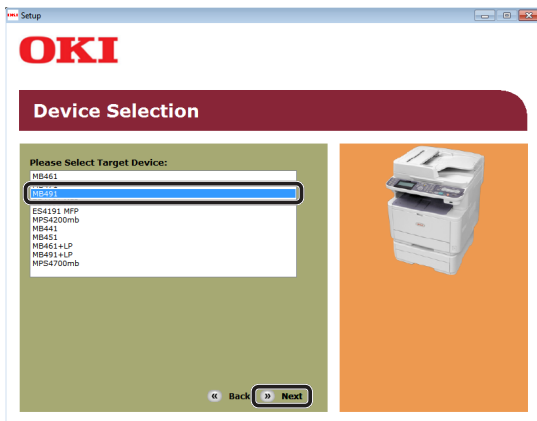 Setup
OKI
Device Selection
Please Select Target Device:
MB461
MB491
ES4191 MFP
MPS4200mb
MB441
MB451
MB461+LP
MB491+LP
MPS4700mb
« Back » Next